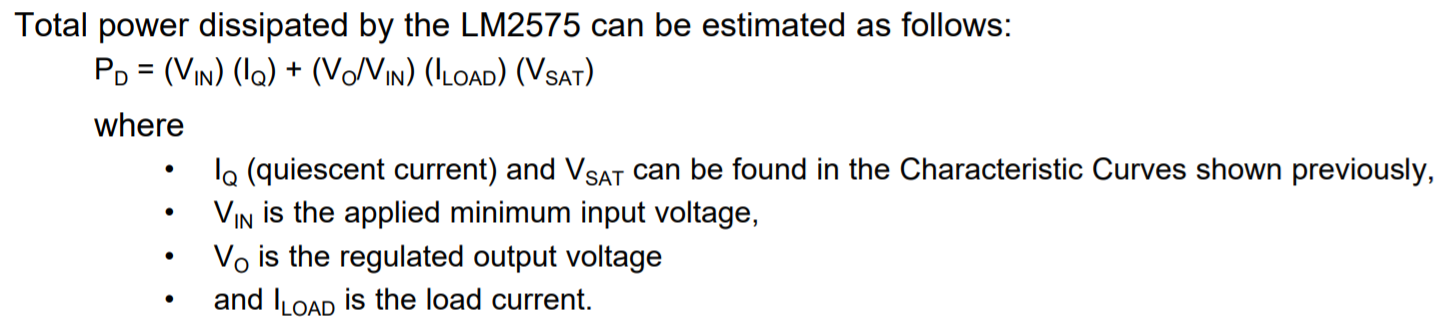 Total power dissipated by the LM2575 can be estimated as follows:
PD = (VIN) (IQ) + (VO/VIN) (ILOAD) (VSAT)
where
• IQ (quiescent current) and VSAT can be found in the Characteristic Curves shown previously,
• VIN is the applied minimum input voltage,
• VO is the regulated output voltage
• and ILOAD is the load current.